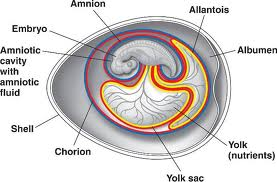 Amnion
Allantois
Embryo
Albumen
Amniotic
cavity
with
amniotic
fluid
Shell
Chorion
Yolk
(nutrients)
Yolk sac